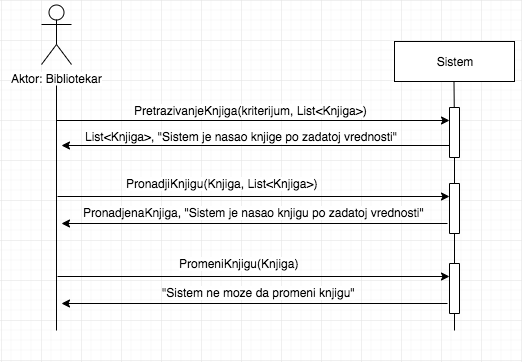 Aktor: Bibliotekar
Sistem
PretrazivanjeKnjiga(kriterijum, List<Knjiga>)
List<Knjiga>, "Sistem je nasao knjige po zadatoj vrednosti"
PronadjiKnjigu(Knjiga, List<Knjiga>)
PronadjenaKnjiga, "Sistem je nasao knjigu po zadatoj vrednosti"
PromeniKnjigu(Knjiga)
"Sistem ne moze da promeni knjigu"